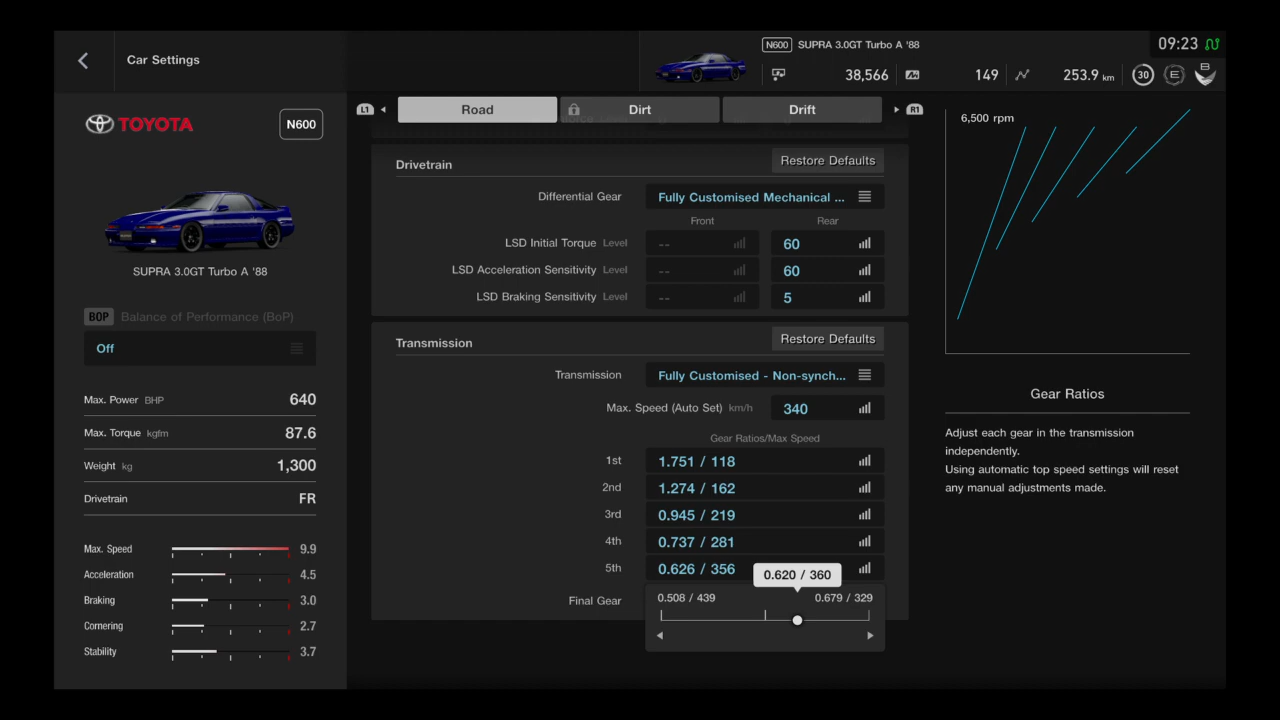 Car Settings
N600 SUPRA 3.0GT Turbo A '88
09:23
38,566 149 253.9 km 30 E B
TOYOTA
N600
SUPRA 3.0GT Turbo A '88
BOP Balance of Performance (BoP)
Off
Max. Power BHP 640
Max. Torque kgfm 87.6
Weight kg 1,300
Drivetrain FR
Max. Speed 9.9
Acceleration 4.5
Braking 3.0
Cornering 2.7
Stability 3.7
L1 Road Dirt Drift R1
Drivetrain Restore Defaults
Differential Gear Fully Customised Mechanical ...
Front Rear
LSD Initial Torque Level -- 60
LSD Acceleration Sensitivity Level -- 60
LSD Braking Sensitivity Level -- 5
Transmission Restore Defaults
Transmission Fully Customised - Non-synch...
Max. Speed (Auto Set) km/h 340
Gear Ratios/Max Speed
1st 1.751 / 118
2nd 1.274 / 162
3rd 0.945 / 219
4th 0.737 / 281
5th 0.626 / 356
0.620 / 360
Final Gear 0.508 / 439 0.679 / 329
6,500 rpm
Gear Ratios
Adjust each gear in the transmission
independently.
Using automatic top speed settings will reset
any manual adjustments made.